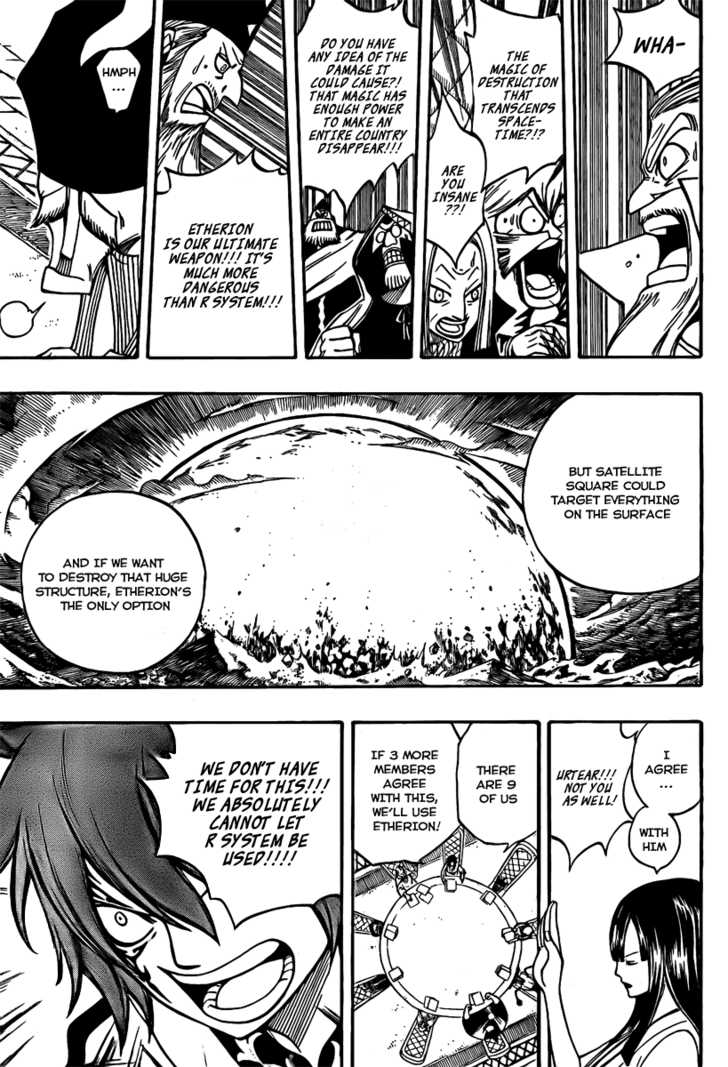 WHA-
THE
MAGIC OF
DESTRUCTION
THAT
TRANSCENDS
SPACE-
TIME?!?
ARE
YOU
INSANE
??!
DO YOU HAVE
ANY IDEA OF THE
DAMAGE IT
COULD CAUSE?!
THAT MAGIC HAS
ENOUGH POWER
TO MAKE AN
ENTIRE COUNTRY
DISAPPEAR!!!
ETHERION
IS OUR ULTIMATE
WEAPON!!! IT'S
MUCH MORE
DANGEROUS
THAN R SYSTEM!!!
HMPH
...
BUT SATELLITE
SQUARE COULD
TARGET EVERYTHING
ON THE SURFACE
AND IF WE WANT
TO DESTROY THAT HUGE
STRUCTURE, ETHERION'S
THE ONLY OPTION
I
AGREE
...
WITH
HIM
URTEAR!!!
NOT YOU
AS WELL!
THERE
ARE 9
OF US
IF 3 MORE
MEMBERS
AGREE
WITH THIS,
WE'LL USE
ETHERION!
WE DON'T HAVE
TIME FOR THIS!!!
WE ABSOLUTELY
CANNOT LET
R SYSTEM BE
USED!!!!